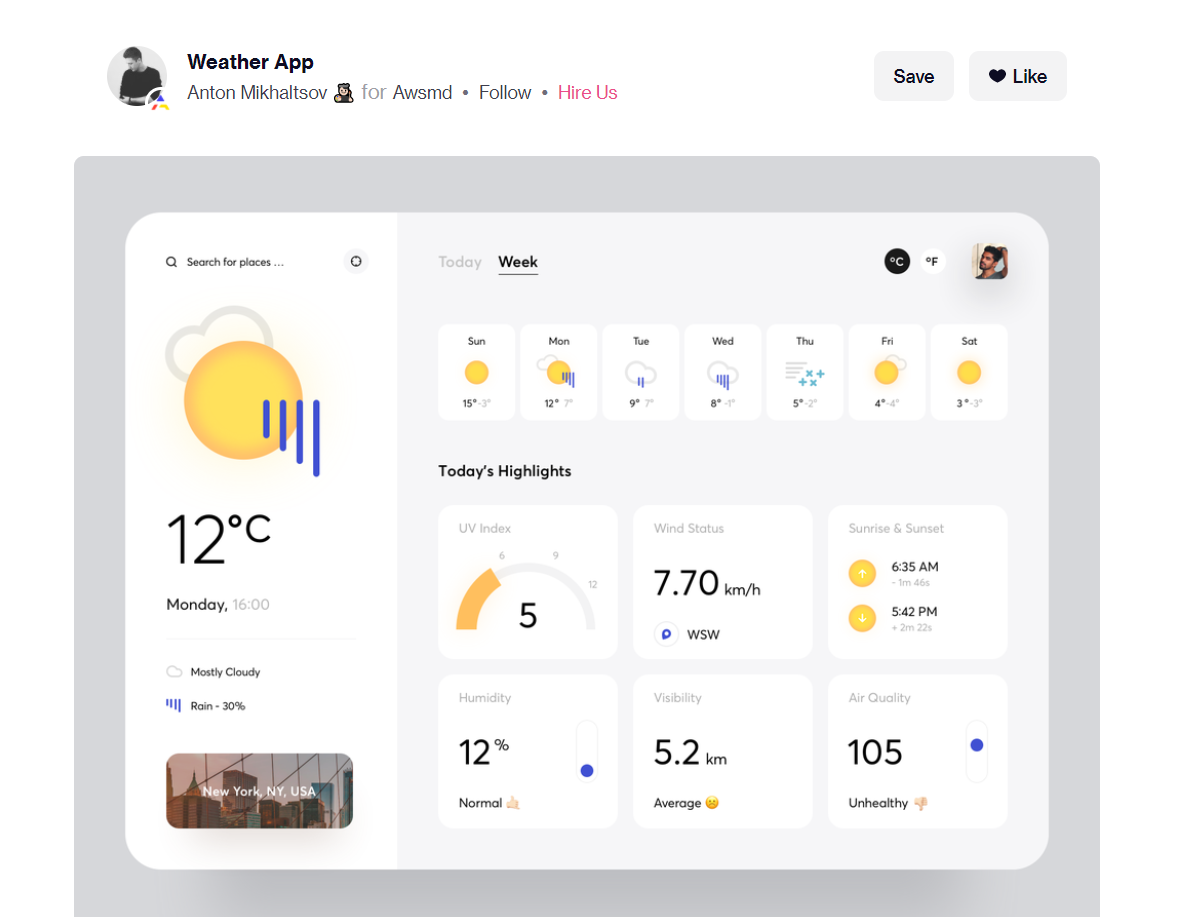 Weather App
Anton Mikhaltsov for Awsmd • Follow • Hire Us
Save
Like
Search for places ...
12°C
Monday, 16:00
Mostly Cloudy
Rain - 30%
New York, NY, USA
Today Week
°C °F
Sun Mon Tue Wed Thu Fri Sat
15° -3° 12° 7° 9° 7° 8° -1° 5° -2° 4° -4° 3° -3°
Today's Highlights
UV Index
6 9 12
5
Wind Status
7.70 km/h
WSW
Sunrise & Sunset
6:35 AM
- 1m 46s
5:42 PM
+ 2m 22s
Humidity
12 %
Normal 🤙🏻
Visibility
5.2 km
Average ☹️
Air Quality
105
Unhealthy 👎🏻